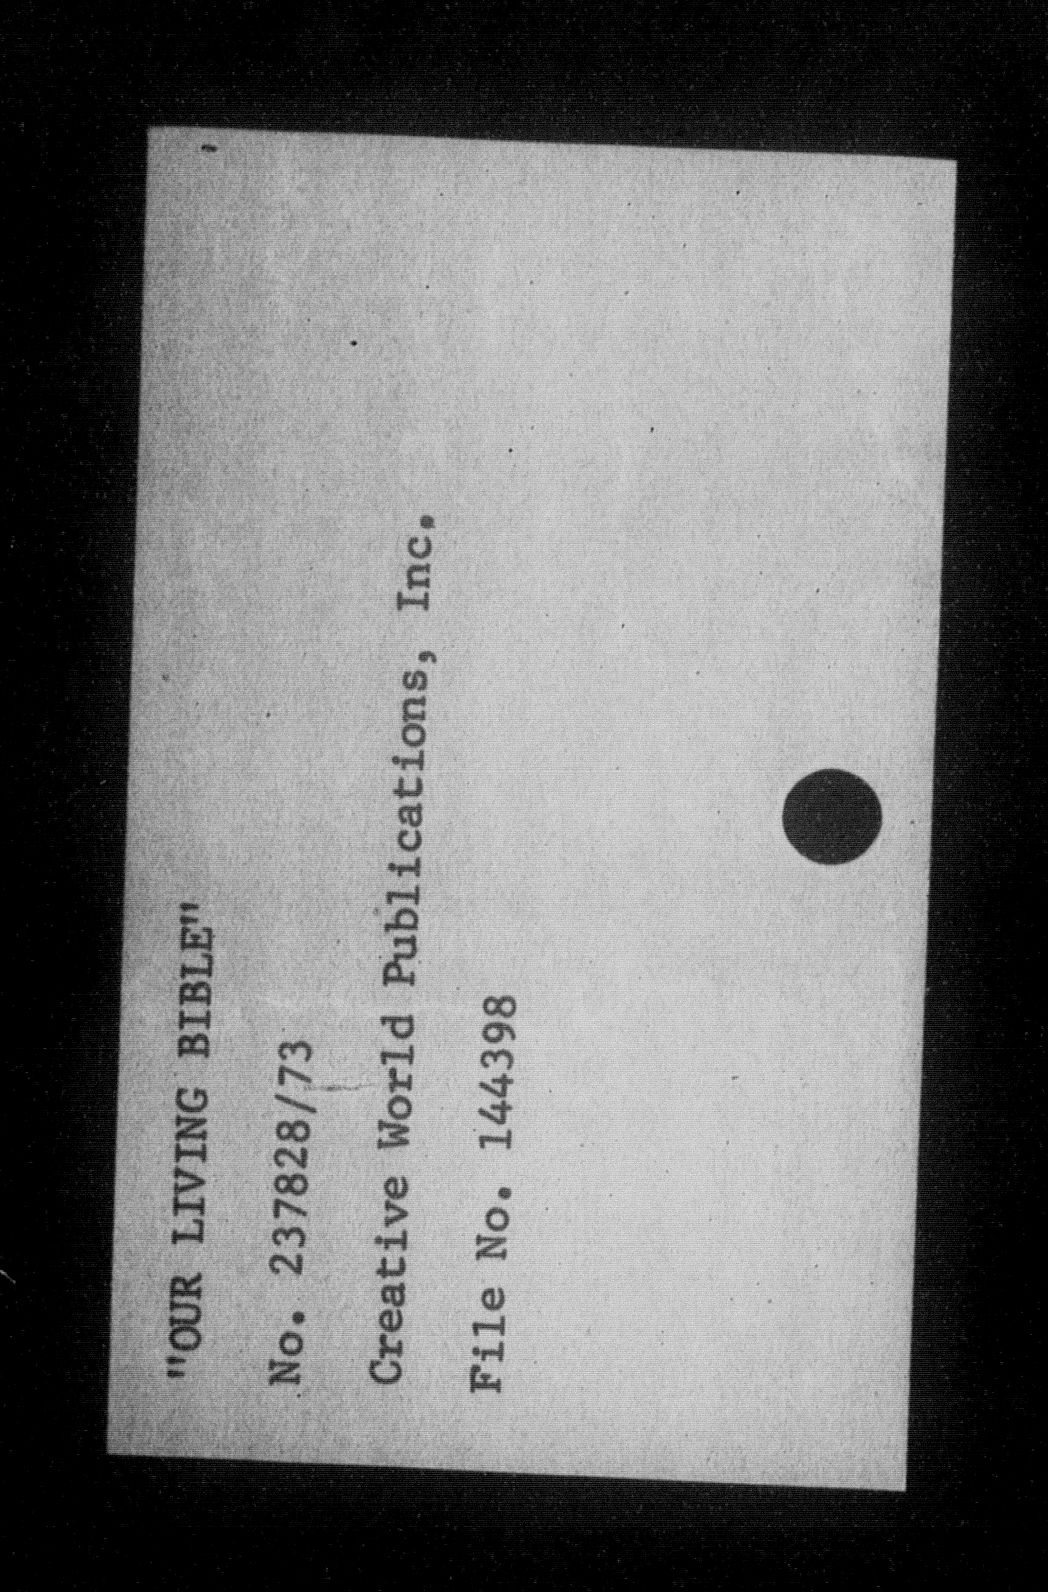 "OUR LIVING BIBLE"
No. 237828/73
Creative World Publications, Inc.
File No. 144398